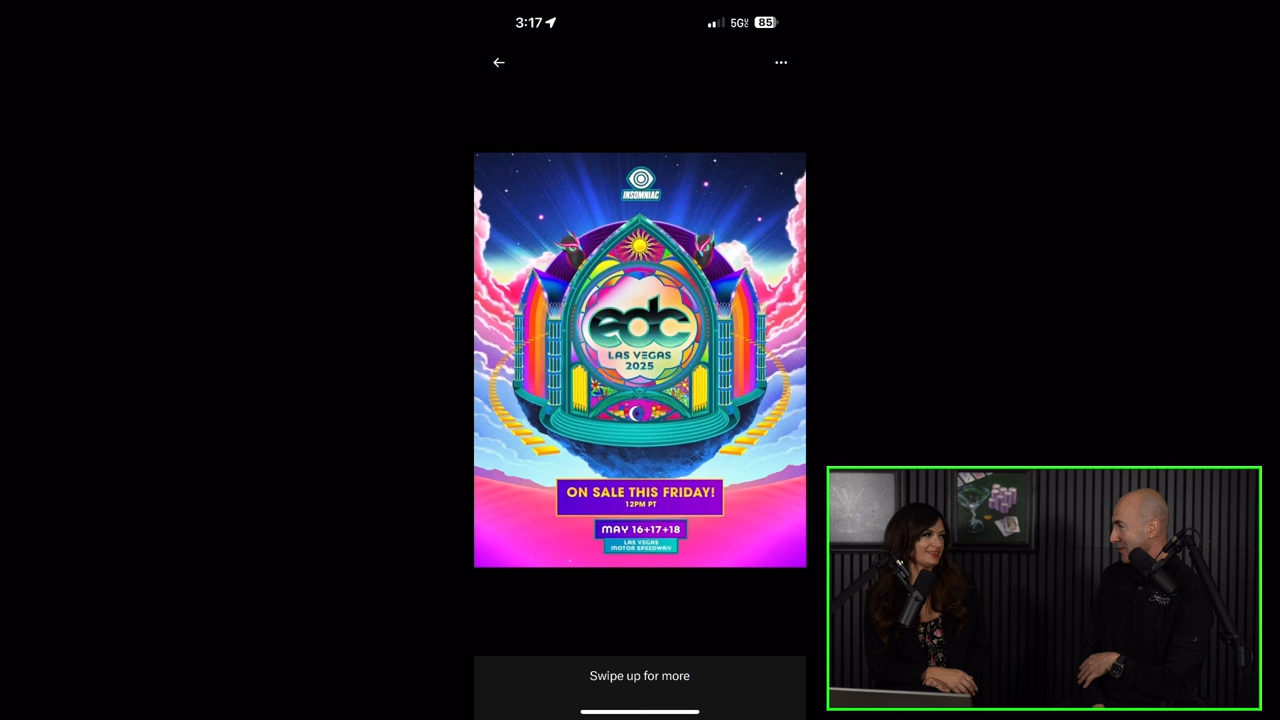 3:17
5G
85
INSOMNIAC
edc
LAS VEGAS
2025
ON SALE THIS FRIDAY!
12PM PT
MAY 16+17+18
LAS VEGAS
MOTOR SPEEDWAY
Swipe up for more